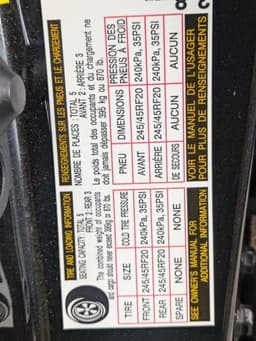 TIRE AND LOADING INFORMATION
SEATING CAPACITY: TOTAL 5
FRONT 2: REAR 3
The combined weight of occupants
and cargo should never exceed 395kg or 870 lbs.
TIRE SIZE COLD TIRE PRESSURE
FRONT 245/45RF20 240kPa, 35PSI
REAR 245/45RF20 240kPa, 35PSI
SPARE NONE NONE
SEE OWNER'S MANUAL FOR
ADDITIONAL INFORMATION
RENSEIGNEMENTS SUR LES PNEUS ET LE CHARGEMENT
NOMBRE DE PLACES : TOTAL 5
AVANT 2: ARRIÈRE 3
Le poids total des occupants et du chargement ne
doit jamais dépasser 395 kg ou 870 lb.
PNEU DIMENSIONS PRESSION DES
PNEUS À FROID
AVANT 245/45RF20 240kPa, 35PSI
ARRIÈRE 245/45RF20 240kPa, 35PSI
DE SECOURS AUCUN AUCUN
VOIR LE MANUEL DE L'USAGER
POUR PLUS DE RENSEIGNEMENTS